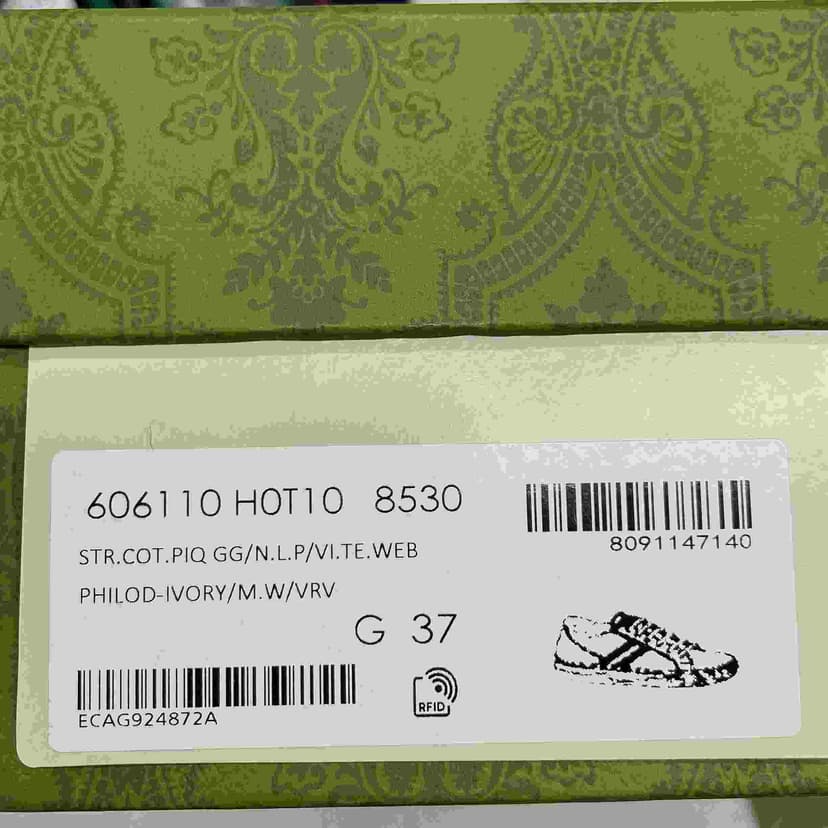 606110 H0T10 8530
8091147140
STR.COT.PIQ GG/N.L.P/VI.TE.WEB
PHILOD-IVORY/M.W/VRV
G 37
ECAG924872A
RFID